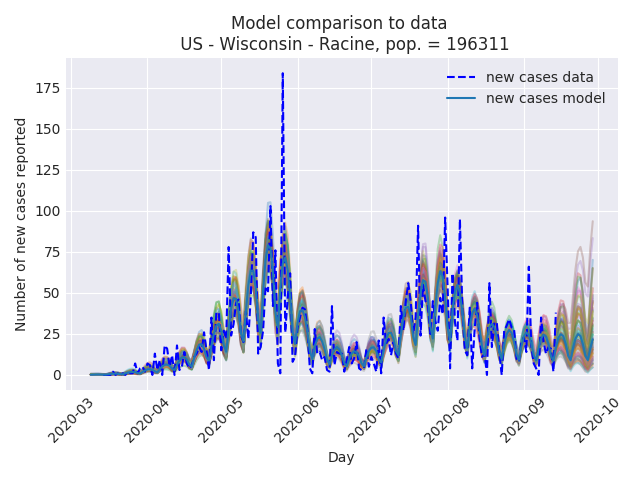 Model comparison to data
US - Wisconsin - Racine, pop. = 196311
new cases data
new cases model
Number of new cases reported
175
150
125
100
75
50
25
0
2020-03
2020-04
2020-05
2020-06
2020-07
2020-08
2020-09
2020-10
Day